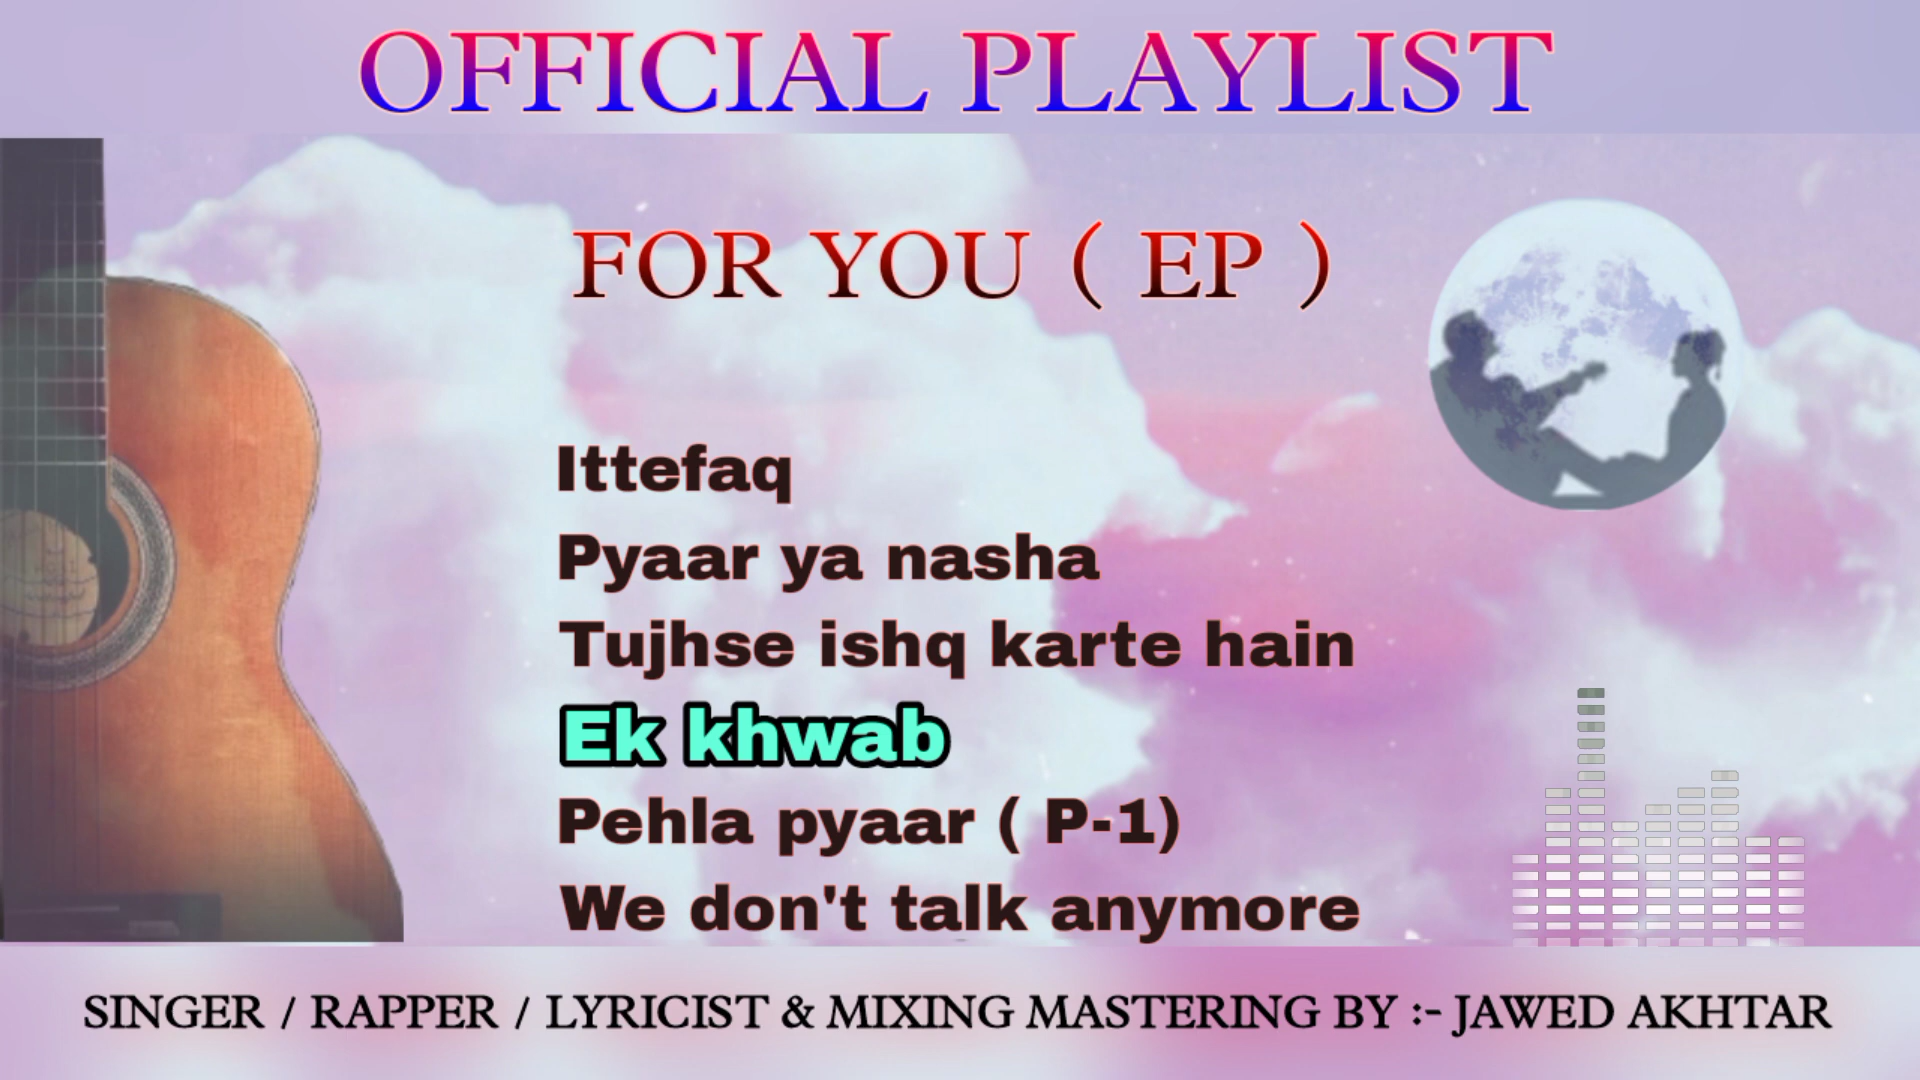 OFFICIAL PLAYLIST
FOR YOU ( EP )
Ittefaq
Pyaar ya nasha
Tujhse ishq karte hain
Ek khwab
Pehla pyaar ( P-1)
We don't talk anymore
SINGER / RAPPER / LYRICIST & MIXING MASTERING BY :- JAWED AKHTAR